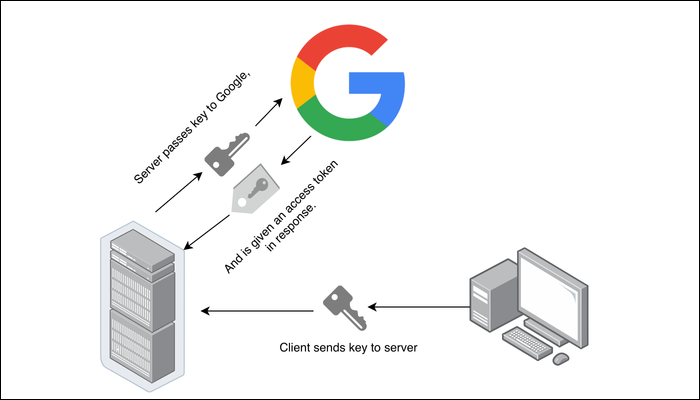 Server passes key to Google,
And is given an access token
in response.
Client sends key to server